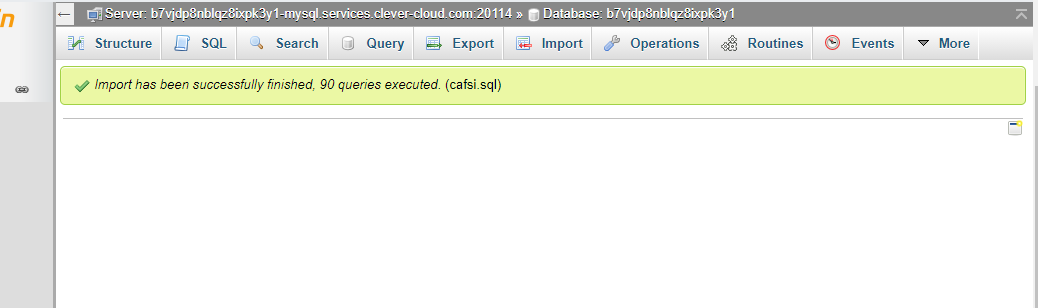 in
Server: b7vjdp8nblqz8ixpk3y1-mysql.services.clever-cloud.com:20114 » Database: b7vjdp8nblqz8ixpk3y1
Structure SQL Search Query Export Import Operations Routines Events More
Import has been successfully finished, 90 queries executed. (cafsi.sql)